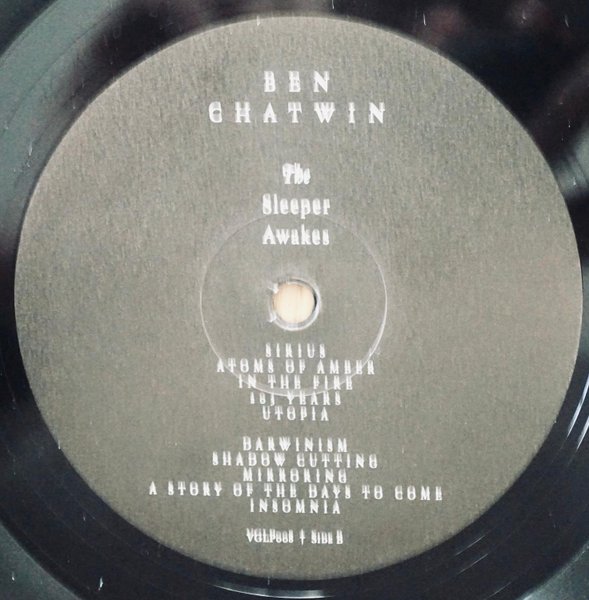 BEN
CHATWIN
The
Sleeper
Awakes
SIRIUS
ATOMS OF AMBER
IN THE FIRE
YEARS
UTOPIA
DARWINISM
SHADOW CUTTING
MIRRORING
A STORY OF THE DAYS TO COME
INSOMNIA
† SIDE B